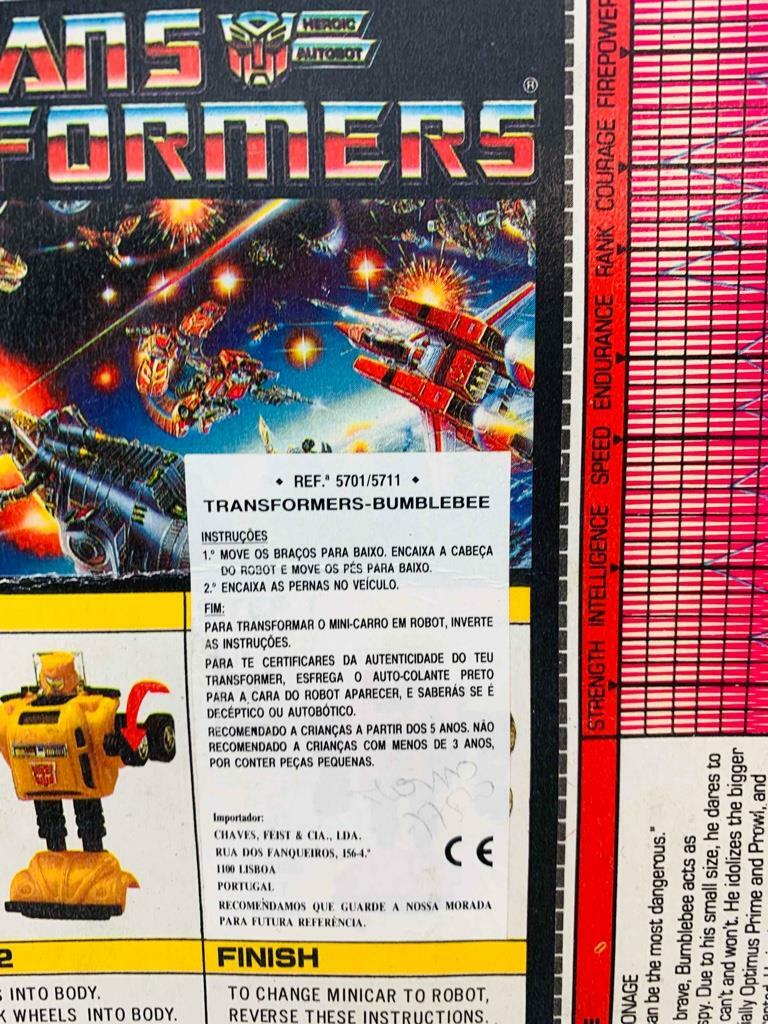 ANS
HEROIC
AUTOBOT
FORMERS®
REF.ª 5701/5711
TRANSFORMERS-BUMBLEBEE
INSTRUÇÕES
1.º MOVE OS BRAÇOS PARA BAIXO. ENCAIXA A CABEÇA
DO ROBOT E MOVE OS PÉS PARA BAIXO.
2.º ENCAIXA AS PERNAS NO VEÍCULO.
FIM:
PARA TRANSFORMAR O MINI-CARRO EM ROBOT, INVERTE
AS INSTRUÇÕES.
PARA TE CERTIFICARES DA AUTENTICIDADE DO TEU
TRANSFORMER, ESFREGA O AUTO-COLANTE PRETO
PARA A CARA DO ROBOT APARECER, E SABERÁS SE É
DECÉPTICO OU AUTOBÓTICO.
RECOMENDADO A CRIANÇAS A PARTIR DOS 5 ANOS. NÃO
RECOMENDADO A CRIANÇAS COM MENOS DE 3 ANOS,
POR CONTER PEÇAS PEQUENAS.
Importador:
CHAVES, FEIST & CIA., LDA.
RUA DOS FANQUEIROS, 156-4.º
1100 LISBOA
PORTUGAL
CE
RECOMENDAMOS QUE GUARDE A NOSSA MORADA
PARA FUTURA REFERÊNCIA.
2
S INTO BODY.
K WHEELS INTO BODY.
FINISH
TO CHANGE MINICAR TO ROBOT,
REVERSE THESE INSTRUCTIONS.
STRENGTH INTELLIGENCE SPEED ENDURANCE RANK COURAGE FIREPOWER
ONAGE
an be the most dangerous."
brave, Bumblebee acts as
py. Due to his small size, he dares to
can't and won't. He idolizes the bigger
ally Optimus Prime and Prowl, and